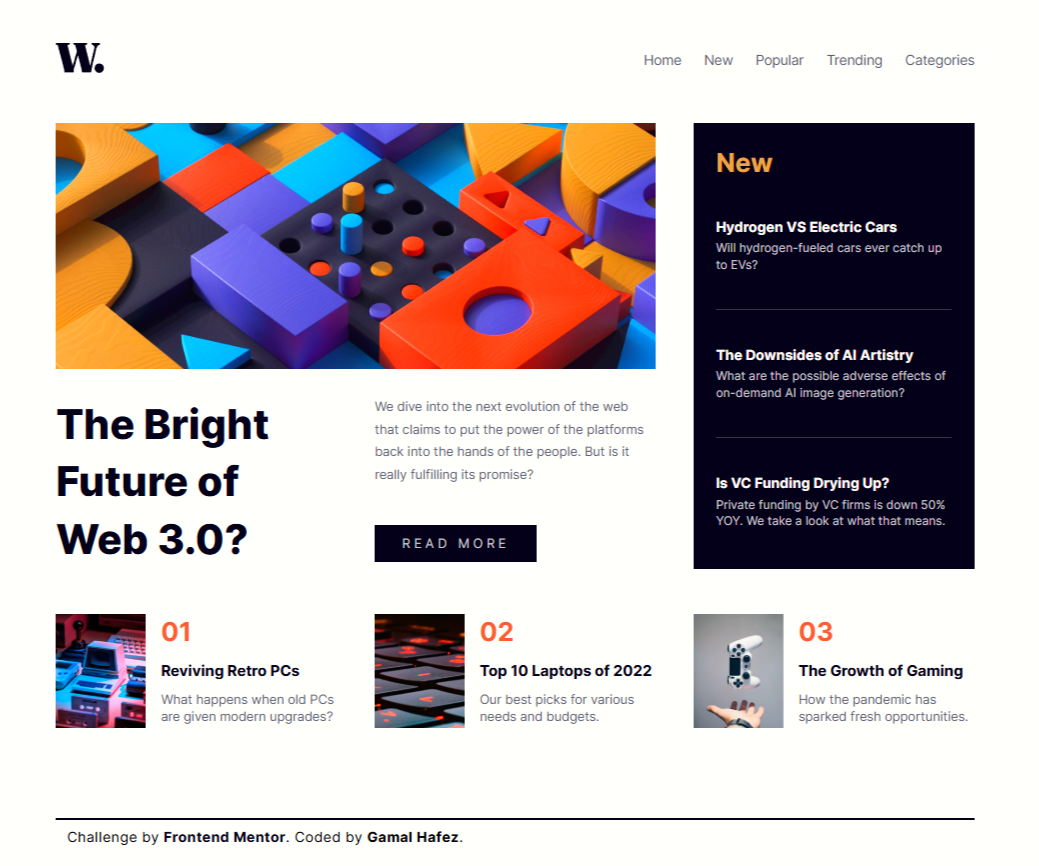 W.
Home New Popular Trending Categories
New
Hydrogen VS Electric Cars
Will hydrogen-fueled cars ever catch up
to EVs?
The Downsides of AI Artistry
What are the possible adverse effects of
on-demand AI image generation?
Is VC Funding Drying Up?
Private funding by VC firms is down 50%
YOY. We take a look at what that means.
The Bright
Future of
Web 3.0?
We dive into the next evolution of the web
that claims to put the power of the platforms
back into the hands of the people. But is it
really fulfilling its promise?
READ MORE
01
Reviving Retro PCs
What happens when old PCs
are given modern upgrades?
02
Top 10 Laptops of 2022
Our best picks for various
needs and budgets.
03
The Growth of Gaming
How the pandemic has
sparked fresh opportunities.
Challenge by Frontend Mentor. Coded by Gamal Hafez.